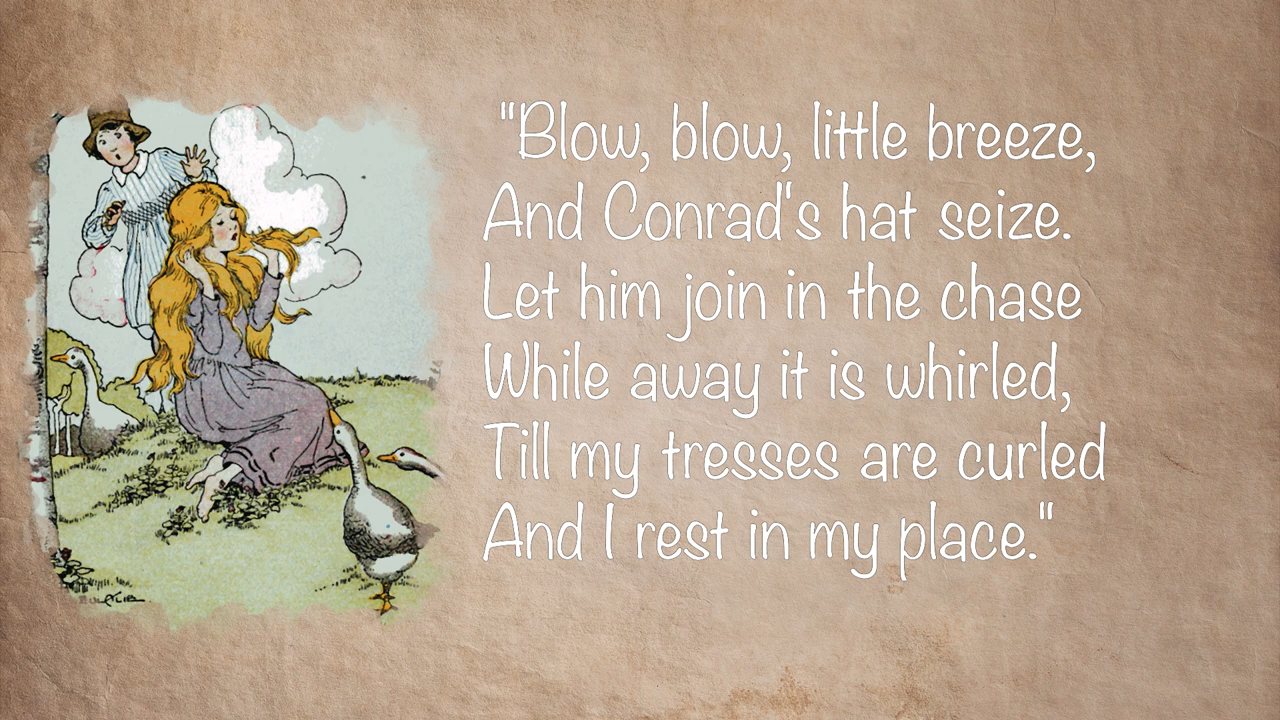 "Blow, blow, little breeze,
And Conrad's hat seize.
Let him join in the chase
While away it is whirled,
Till my tresses are curled
And I rest in my place."